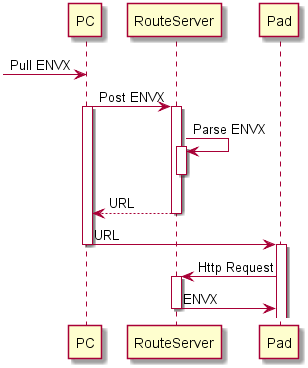 PC
RouteServer
Pad
Pull ENVX
Post ENVX
Parse ENVX
URL
URL
Http Request
ENVX
PC
RouteServer
Pad